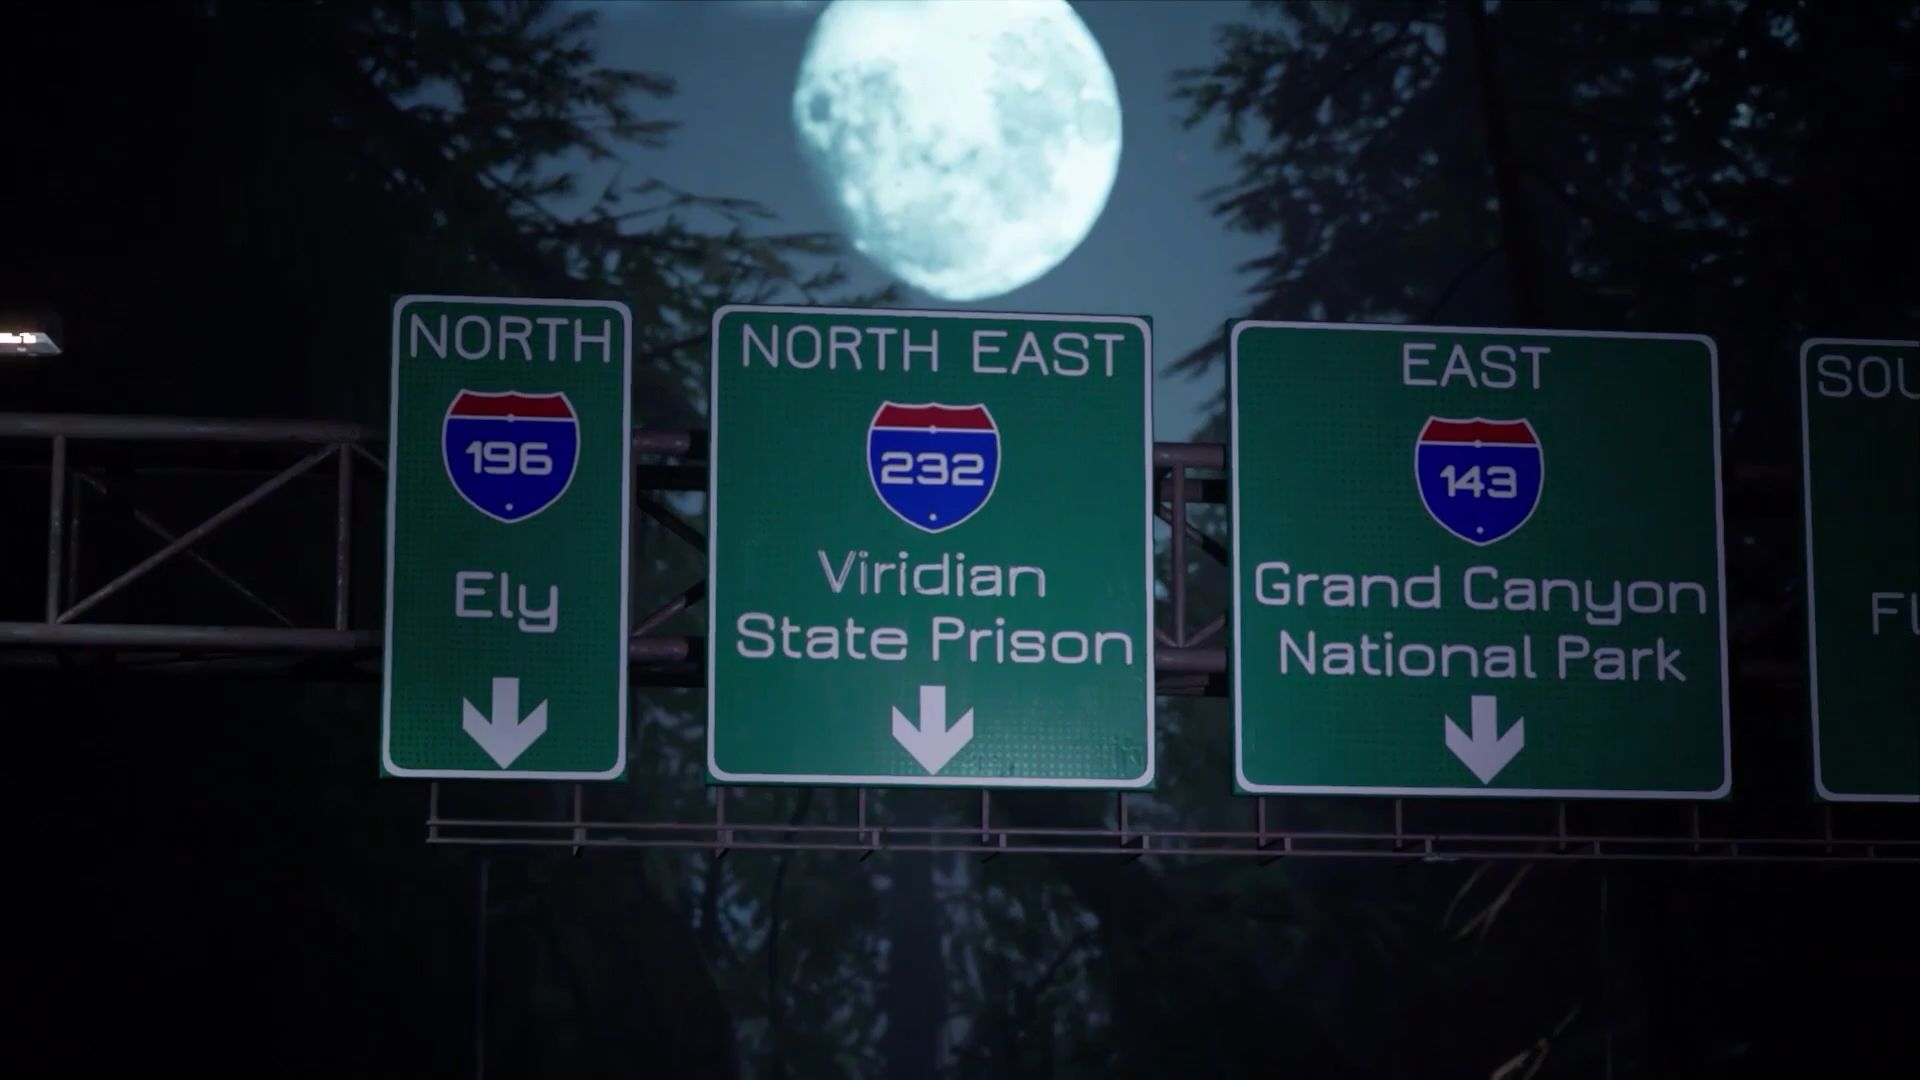 NORTH
196
Ely
NORTH EAST
232
Viridian
State Prison
EAST
143
Grand Canyon
National Park